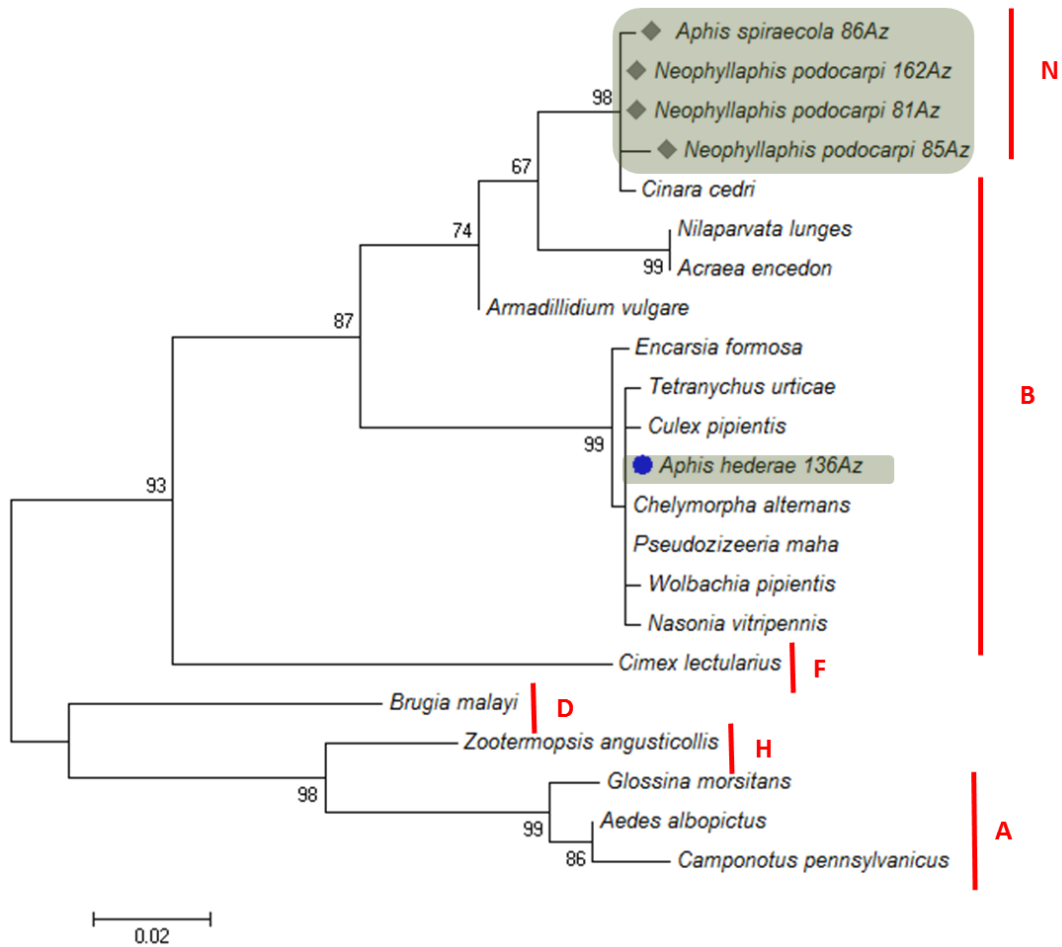 Aphis spiraecola 86Az
Neophyllaphis podocarpi 162Az
N
98
Neophyllaphis podocarpi 81Az
Neophyllaphis podocarpi 85Az
67
Cinara cedri
74
Nilaparvata lunges
99
Acraea encedon
Armadillidium vulgare
87
Encarsia formosa
Tetranychus urticae
B
Culex pipientis
99
Aphis hederae 136Az
93
Chelymorpha alternans
Pseudozizeeria maha
Wolbachia pipientis
Nasonia vitripennis
Cimex lectularius
F
Brugia malayi
D
Zootermopsis angusticollis
H
98
Glossina morsitans
99
Aedes albopictus
A
86
Camponotus pennsylvanicus
0.02